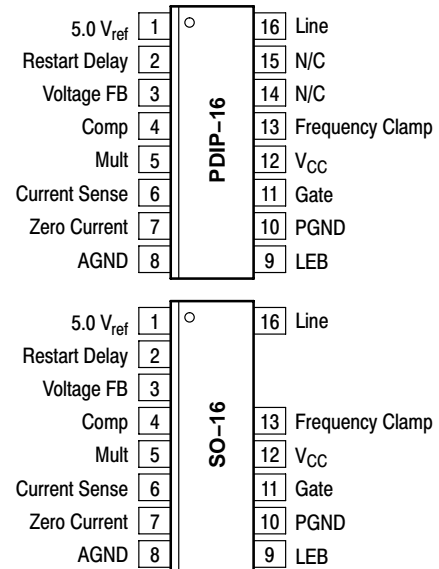 5.0 Vref 1 16 Line
Restart Delay 2 15 N/C
Voltage FB 3 14 N/C
Comp 4 13 Frequency Clamp
Mult 5 12 VCC
Current Sense 6 11 Gate
Zero Current 7 10 PGND
AGND 8 9 LEB
PDIP–16
5.0 Vref 1 16 Line
Restart Delay 2
Voltage FB 3
Comp 4 13 Frequency Clamp
Mult 5 12 VCC
Current Sense 6 11 Gate
Zero Current 7 10 PGND
AGND 8 9 LEB
SO–16